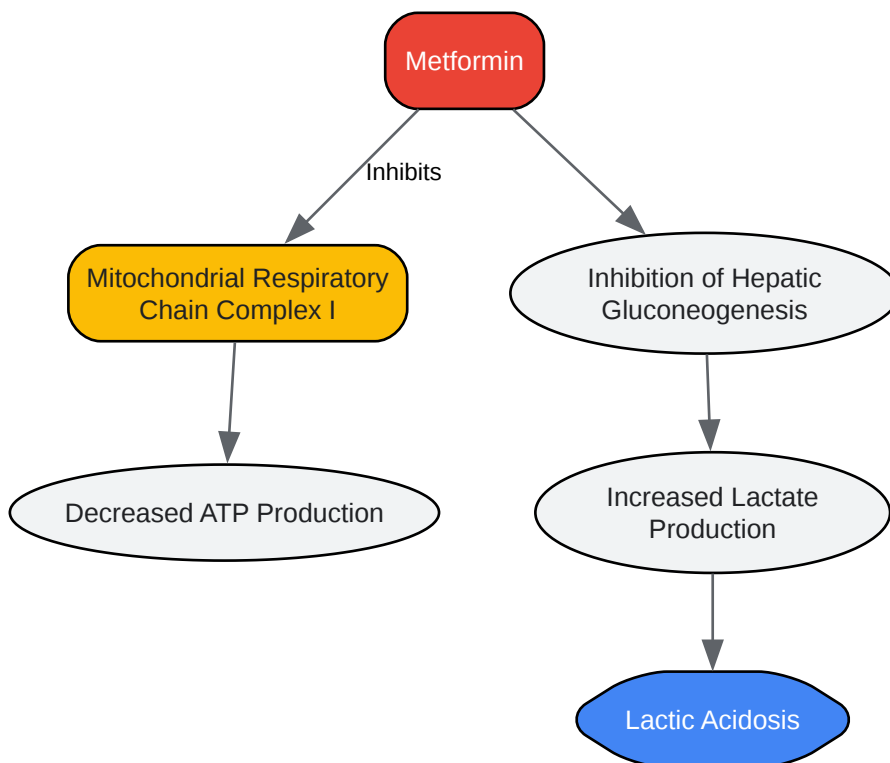 Metformin
Inhibits
Mitochondrial Respiratory
Chain Complex I
Inhibition of Hepatic
Gluconeogenesis
Decreased ATP Production
Increased Lactate
Production
Lactic Acidosis